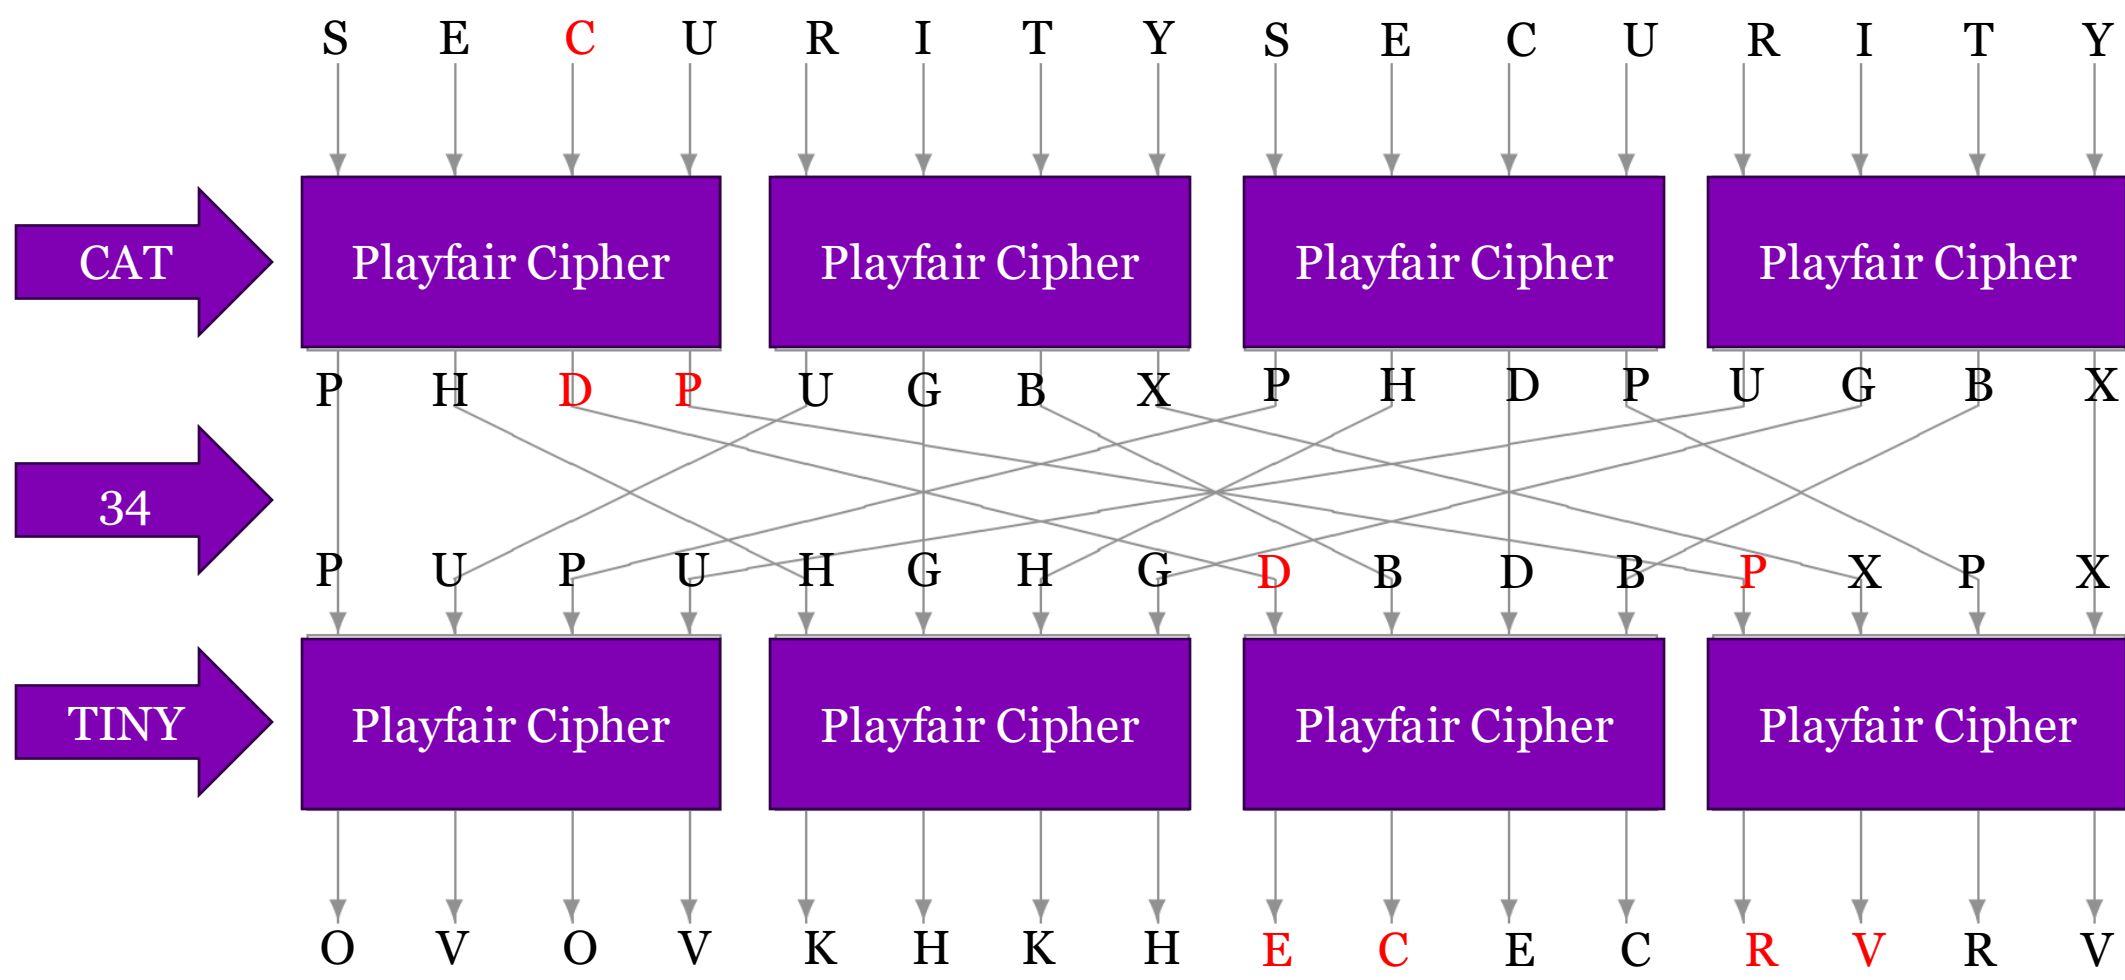 S E C U R I T Y S E C U R I T Y
CAT Playfair Cipher Playfair Cipher Playfair Cipher Playfair Cipher
P H D P U G B X P H D P U G B X
34
P U P U H G H G D B D B P X P X
TINY Playfair Cipher Playfair Cipher Playfair Cipher Playfair Cipher
O V O V K H K H E C E C R V R V